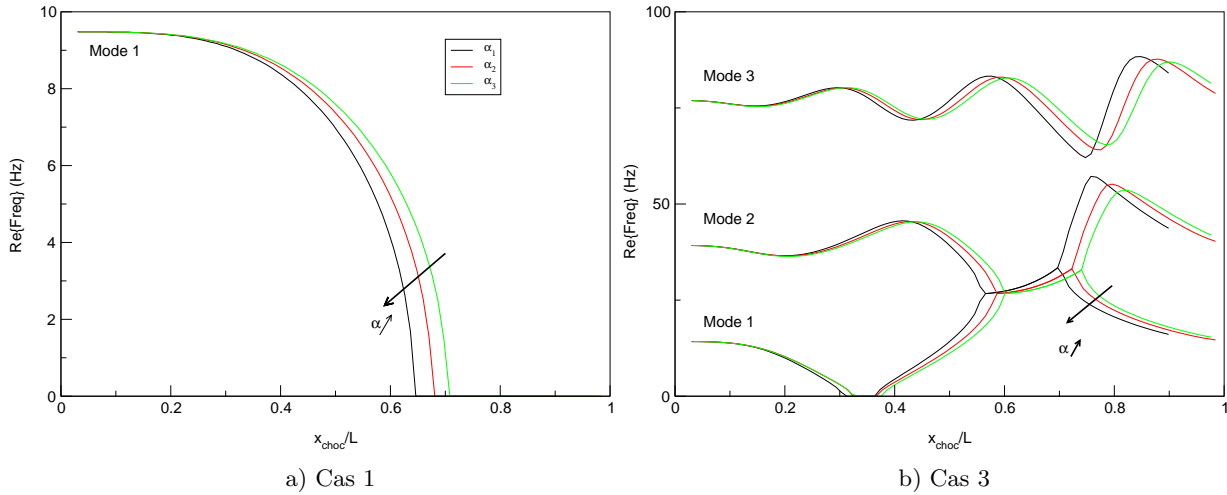 10
8
6
4
2
0
Re{Freq} (Hz)
Mode 1
α₁
α₂
α₃
α
0
0.2
0.4
0.6
0.8
1
x_choc/L
a) Cas 1
100
50
0
Re{Freq} (Hz)
Mode 3
Mode 2
Mode 1
α
0
0.2
0.4
0.6
0.8
1
x_choc/L
b) Cas 3